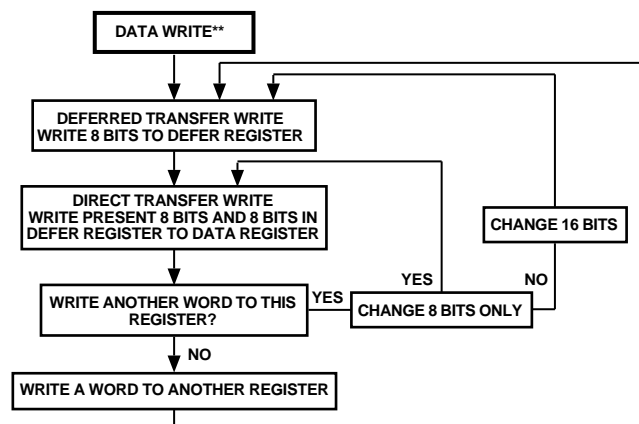 DATA WRITE**
DEFERRED TRANSFER WRITE
WRITE 8 BITS TO DEFER REGISTER
DIRECT TRANSFER WRITE
WRITE PRESENT 8 BITS AND 8 BITS IN
DEFER REGISTER TO DATA REGISTER
CHANGE 16 BITS
YES
NO
WRITE ANOTHER WORD TO THIS
REGISTER?
YES
CHANGE 8 BITS ONLY
NO
WRITE A WORD TO ANOTHER REGISTER